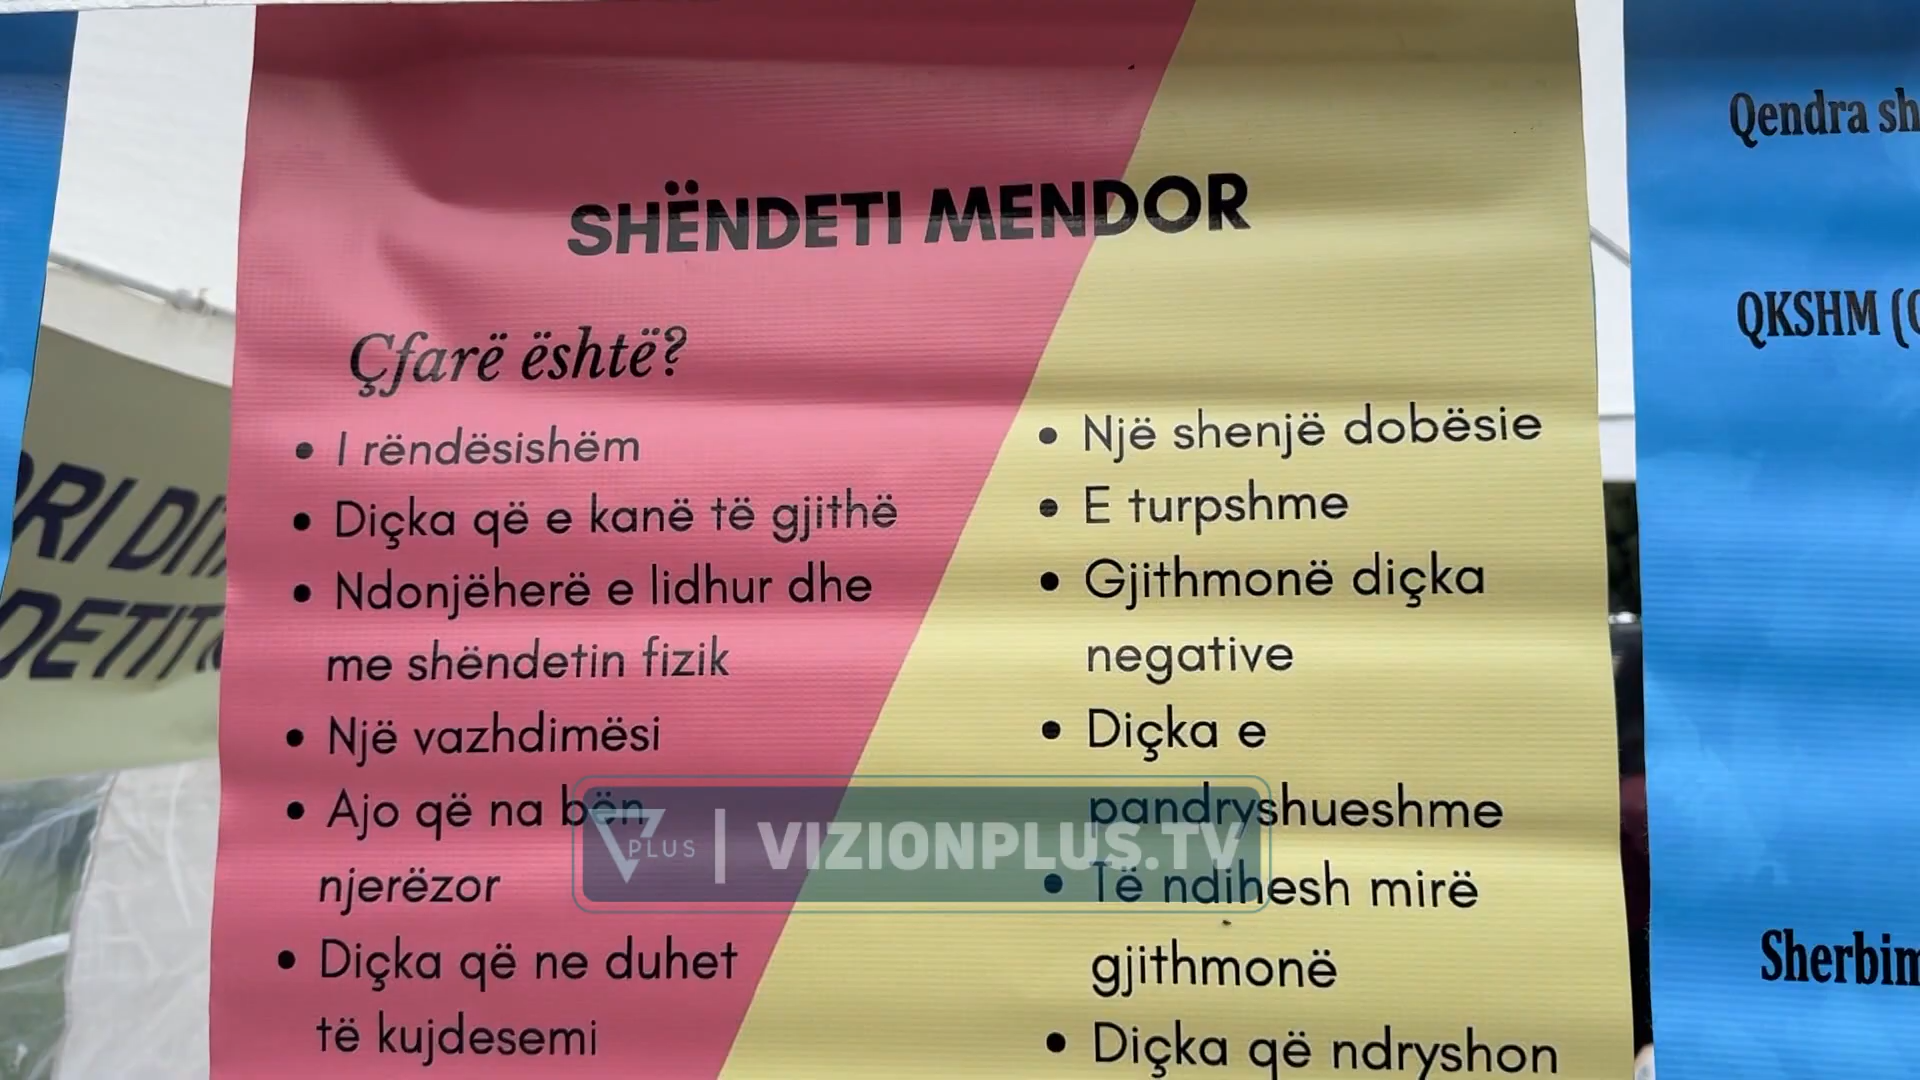 SHËNDETI MENDOR
Çfarë është?
I rëndësishëm
Diçka që e kanë të gjithë
Ndonjëherë e lidhur dhe
me shëndetin fizik
Një vazhdimësi
Ajo që na bën
njerëzor
Diçka që ne duhet
të kujdesemi
Një shenjë dobësie
E turpshme
Gjithmonë diçka
negative
Diçka e
pandryshueshme
Të ndihesh mirë
gjithmonë
Diçka që ndryshon
Qendra
QKSHM
PLUS | VIZIONPLUS.TV